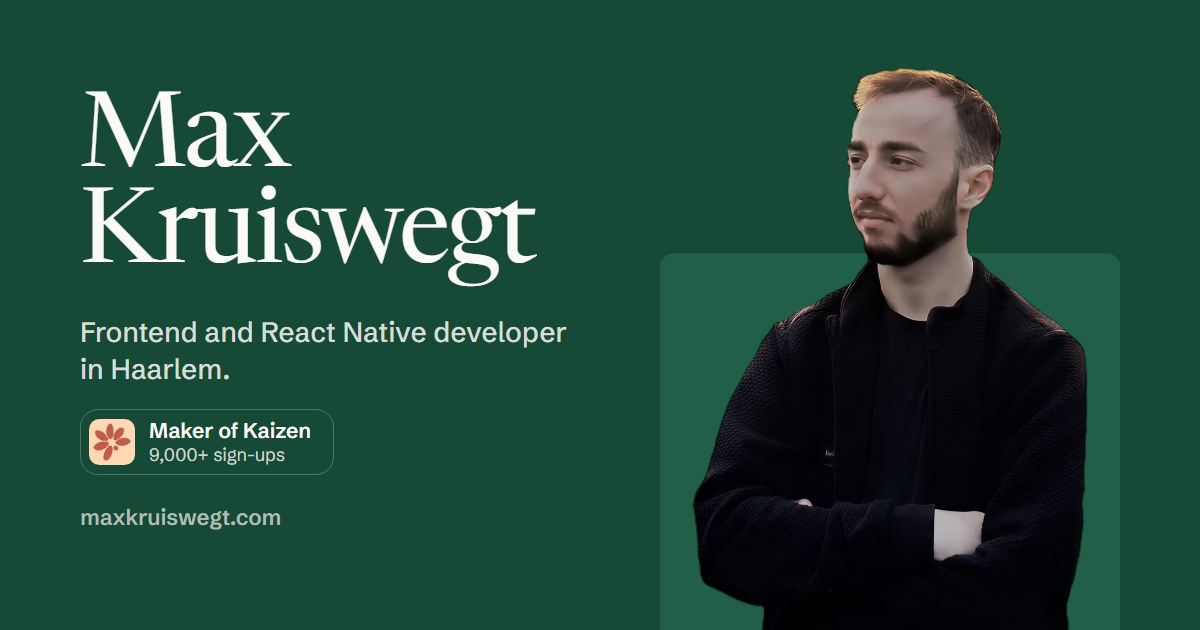 Max
Kruiswegt
Frontend and React Native developer
in Haarlem.
Maker of Kaizen
9,000+ sign-ups
maxkruiswegt.com